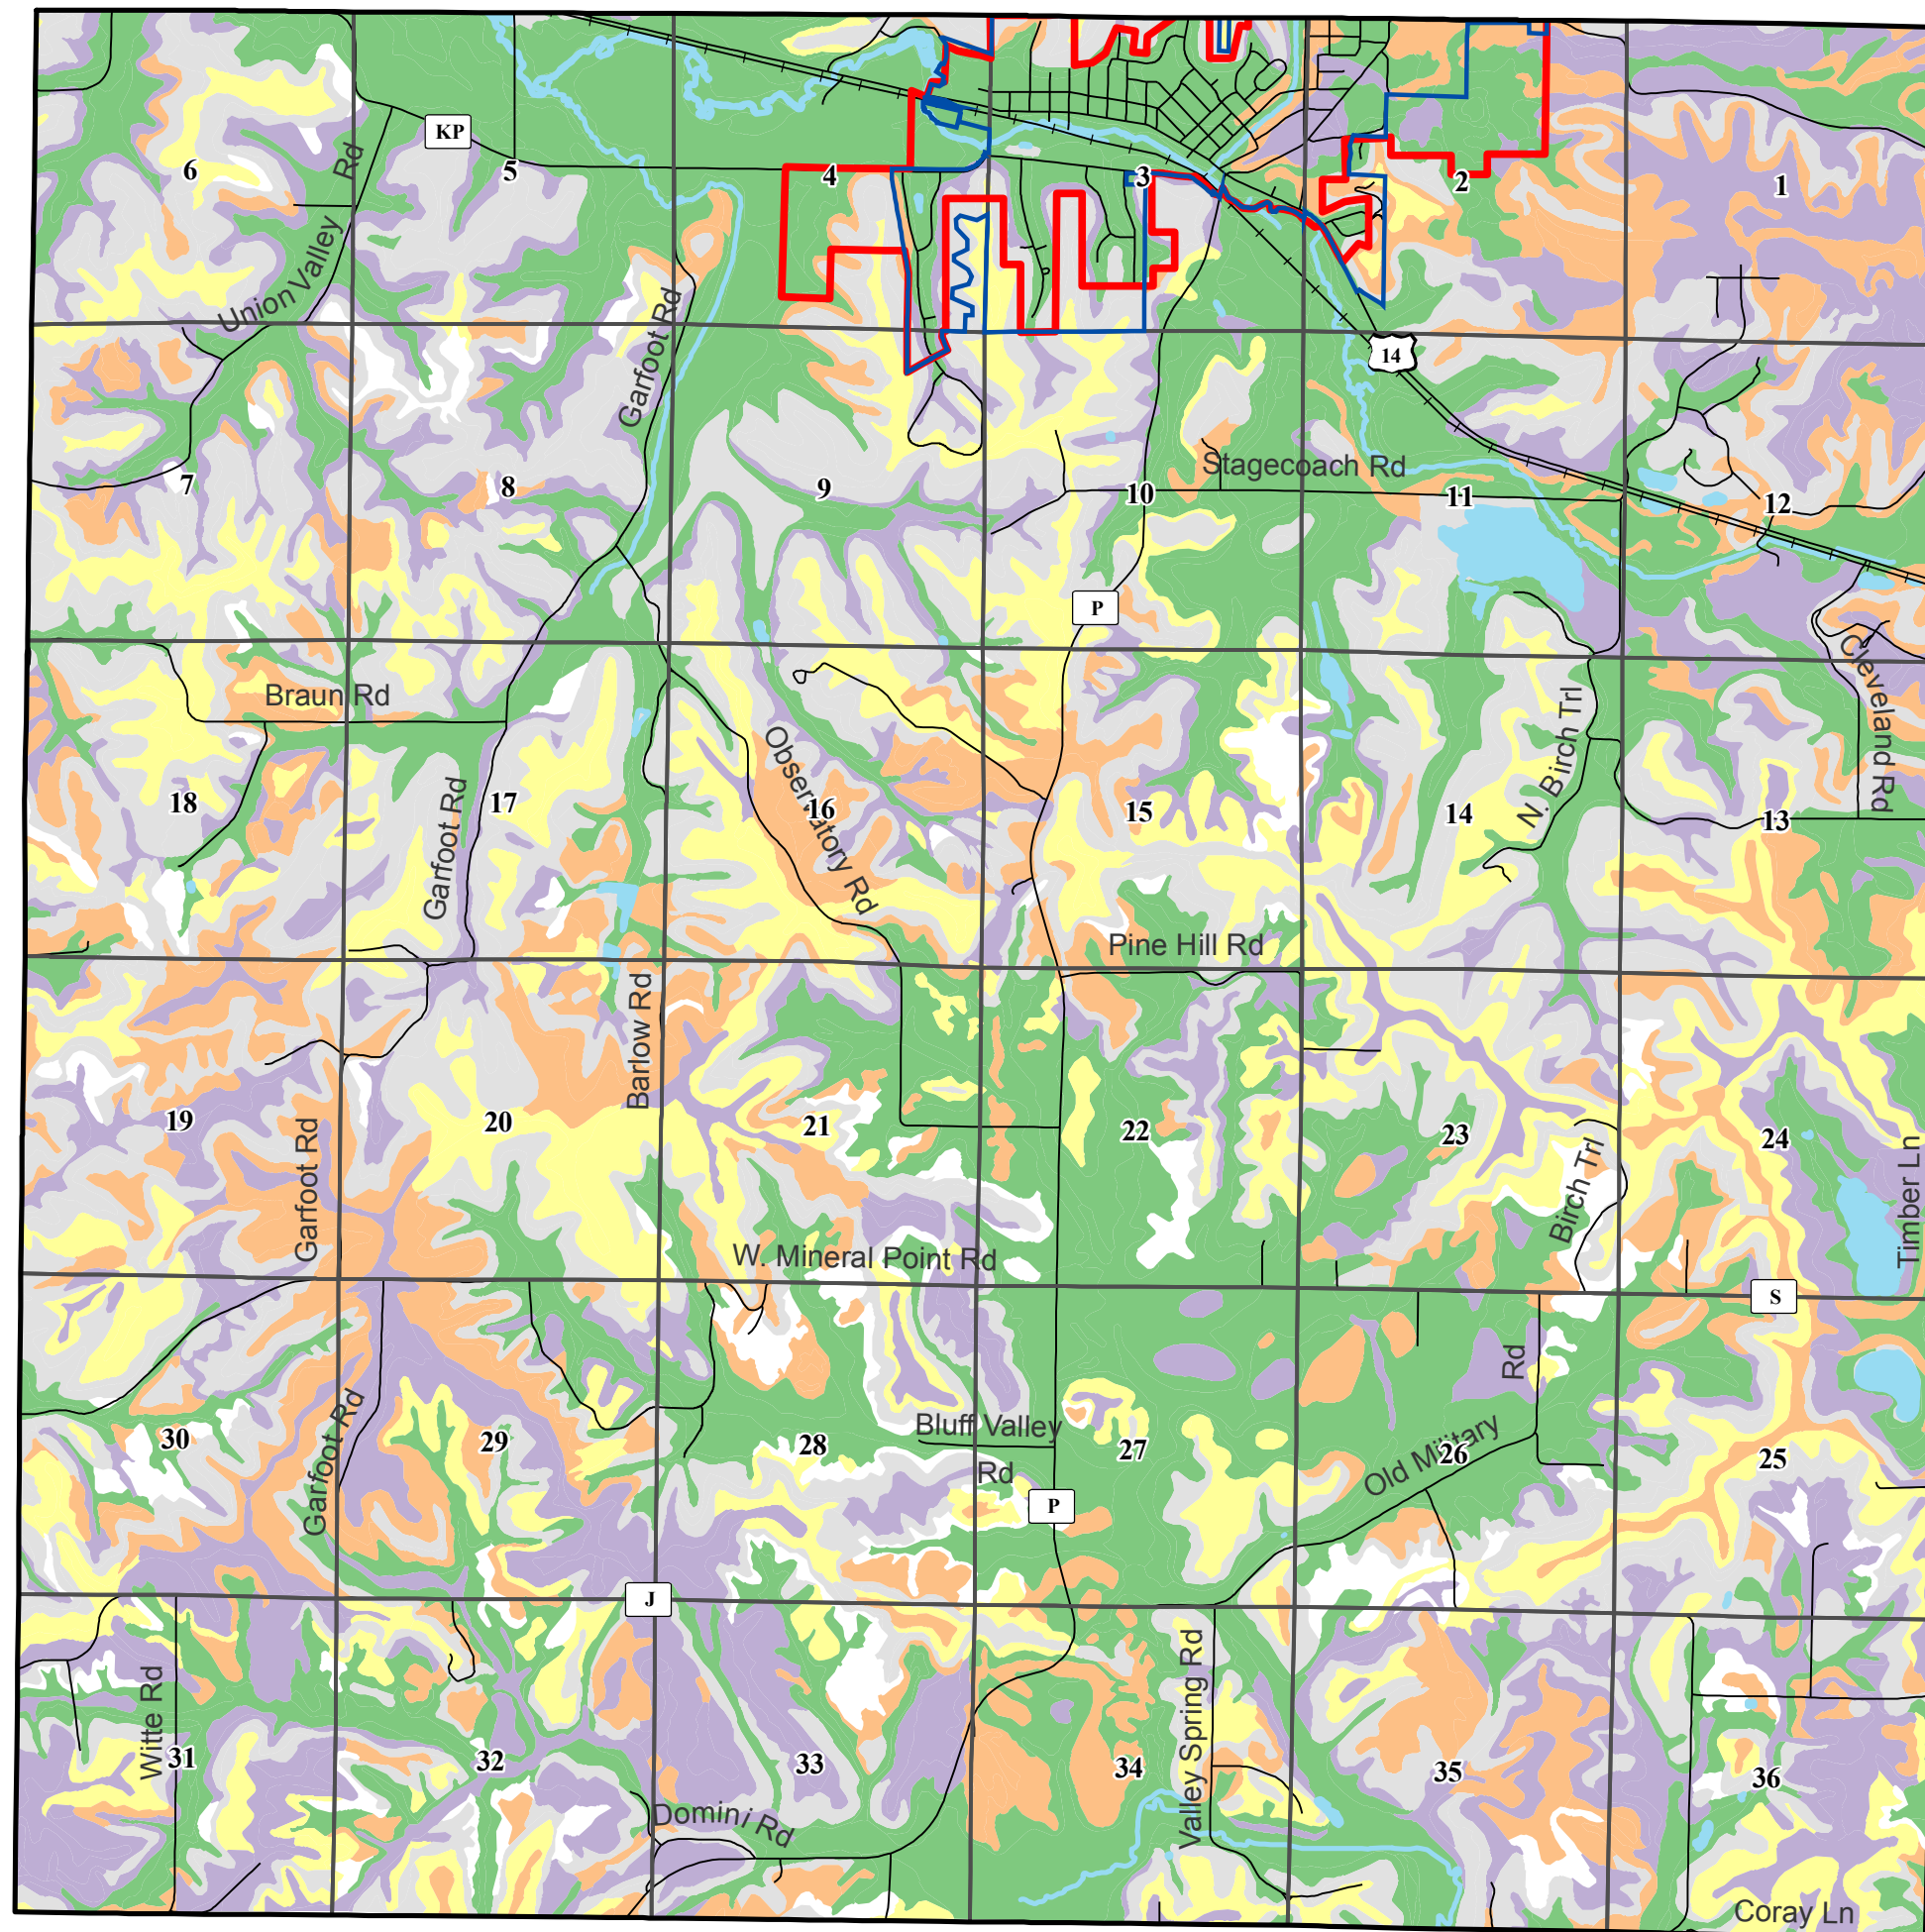 KP
6
Rd
5
4
3
2
1
Union Valley
Garfoot Rd
14
Stagecoach Rd
7
8
9
10
11
12
P
Cleveland Rd
Braun Rd
N. Birch Trl
Observatory Rd
18
Garfoot Rd
17
16
15
14
13
Pine Hill Rd
Barlow Rd
19
Garfoot Rd
20
21
22
23
Birch Trl
24
Timber Ln
W. Mineral Point Rd
S
Rd
30
Garfoot Rd
29
28
Bluff Valley
Rd
27
Old Military
26
25
P
J
Witte Rd
31
32
33
34
Valley Spring Rd
35
36
Domini Rd
Coray Ln